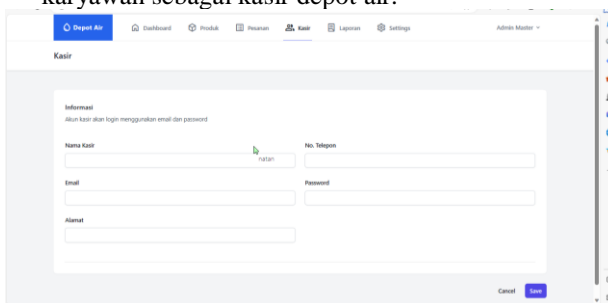 karyawan sebagai kasir depot air.
Depot Air Dashboard Produk Pesanan Kasir Laporan Settings Admin Master
Kasir
Informasi
Akun kasir akan login menggunakan email dan password
Nama Kasir No. Telepon
natan
Email Password
Alamat
Cancel Save